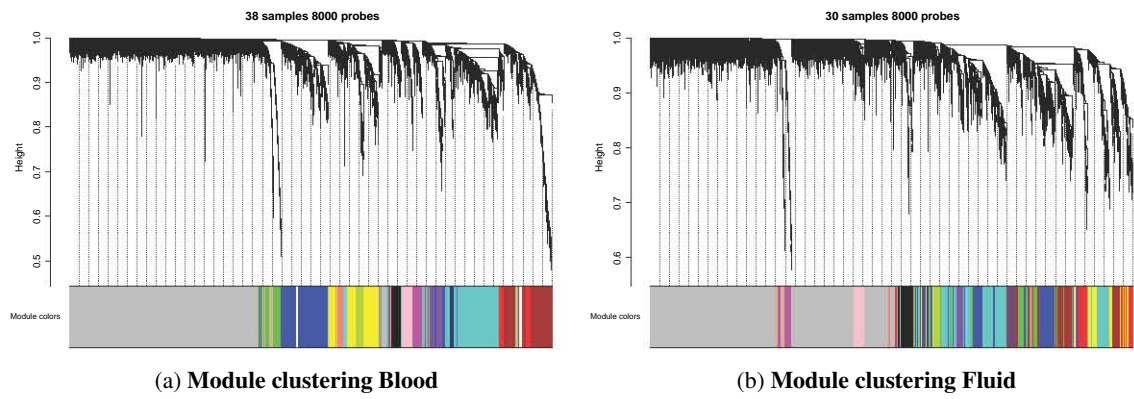 38 samples 8000 probes
Height
1.0
0.9
0.8
0.7
0.6
0.5
Module colors
(a) Module clustering Blood
30 samples 8000 probes
Height
1.0
0.9
0.8
0.7
0.6
Module colors
(b) Module clustering Fluid